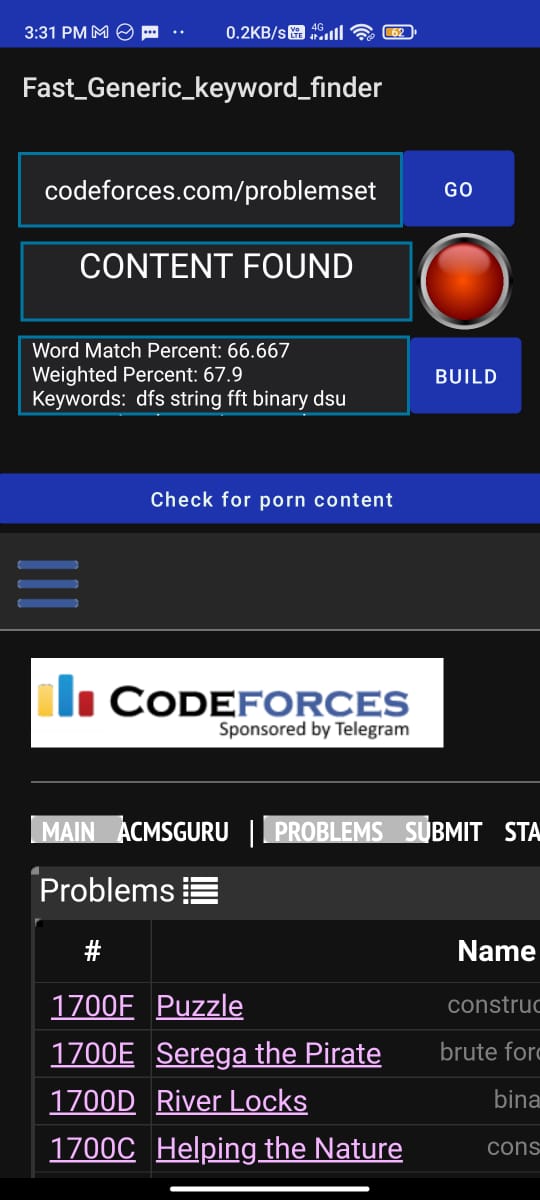 3:31 PM 0.2KB/s Vo LTE 4G 62
Fast_Generic_keyword_finder
codeforces.com/problemset GO
CONTENT FOUND
Word Match Percent: 66.667
Weighted Percent: 67.9
Keywords: dfs string fft binary dsu
BUILD
Check for porn content
CODEFORCES
Sponsored by Telegram
MAIN ACMSGURU | PROBLEMS SUBMIT STA
Problems
# Name
1700F Puzzle construc
1700E Serega the Pirate brute for
1700D River Locks bina
1700C Helping the Nature cons